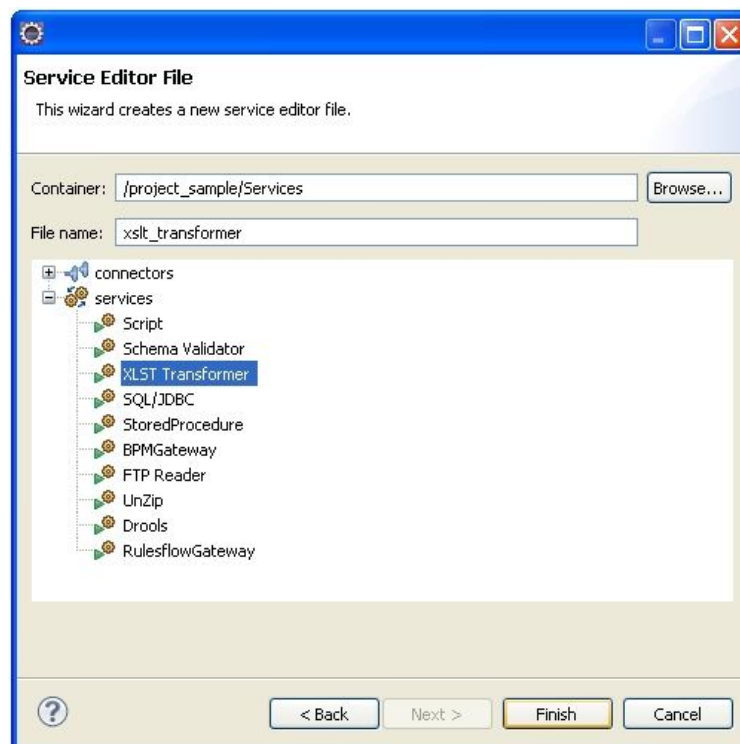 Service Editor File
This wizard creates a new service editor file.
Container: /project_sample/Services Browse...
File name: xslt_transformer
connectors
services
Script
Schema Validator
XLST Transformer
SQL/JDBC
StoredProcedure
BPMGateway
FTP Reader
UnZip
Drools
RulesflowGateway
? < Back Next > Finish Cancel